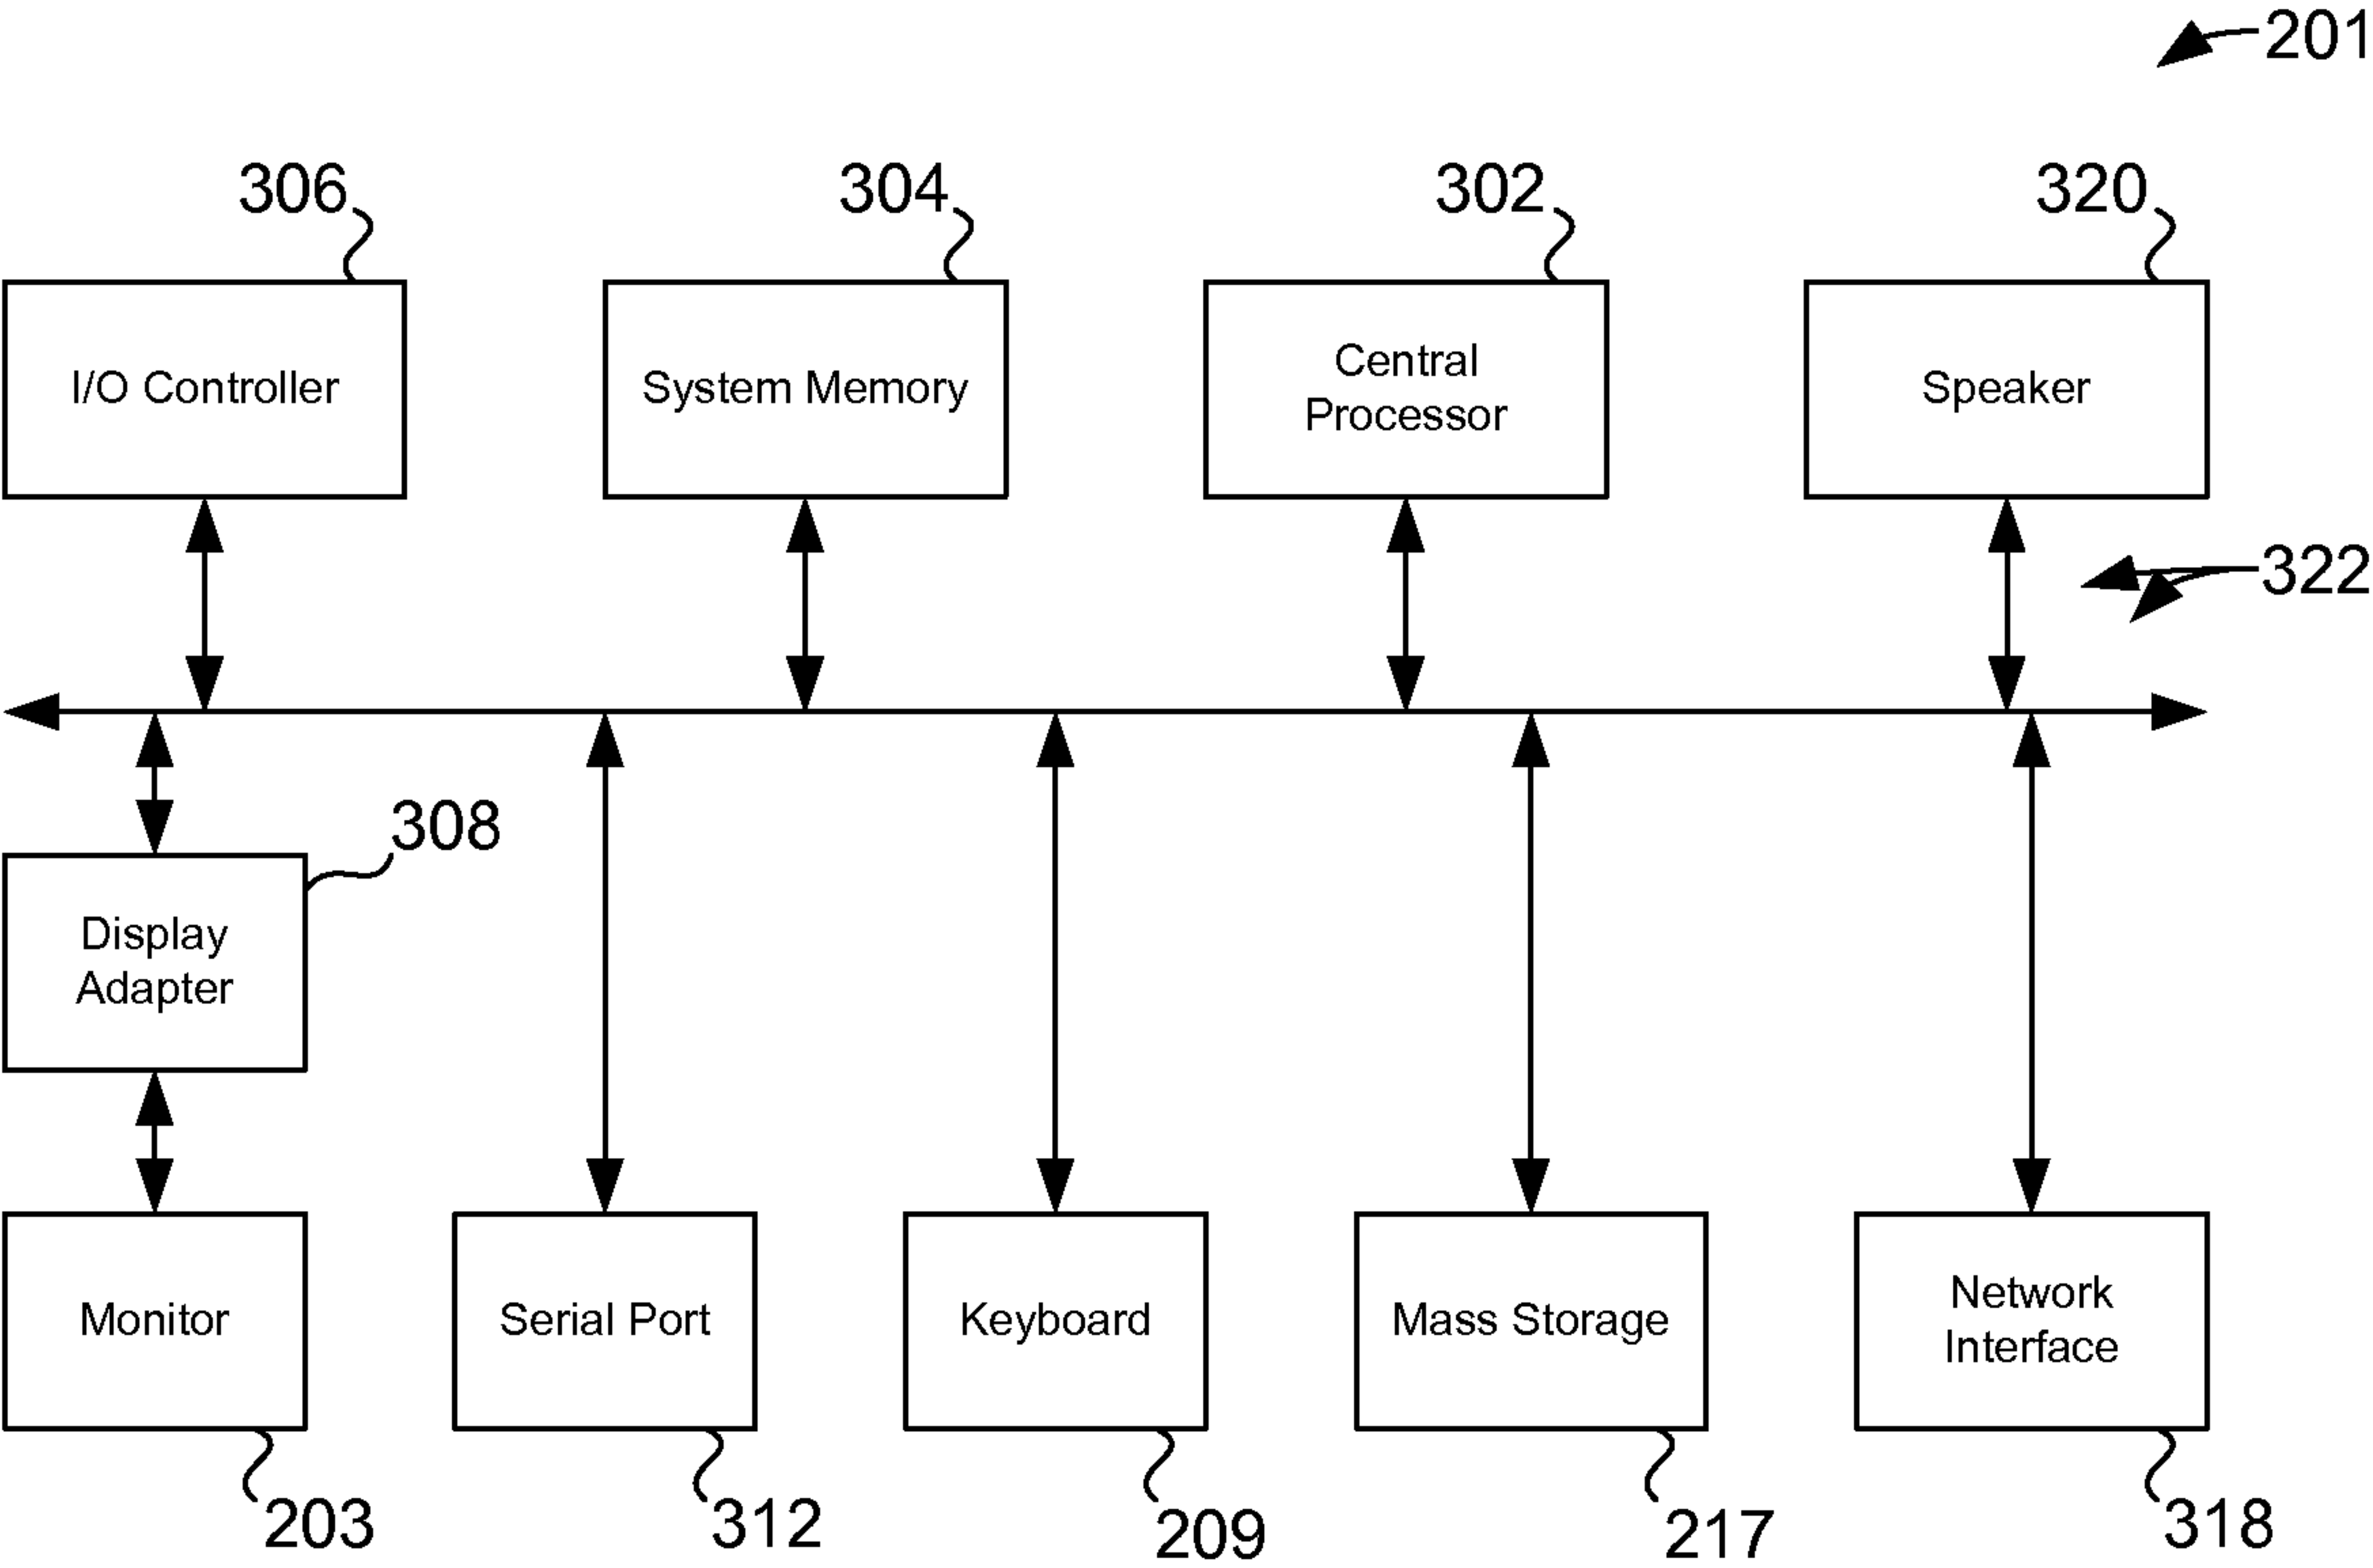 201
306
304
302
320
I/O Controller
System Memory
Central
Processor
Speaker
322
308
Display
Adapter
Monitor
Serial Port
Keyboard
Mass Storage
Network
Interface
203
312
209
217
318